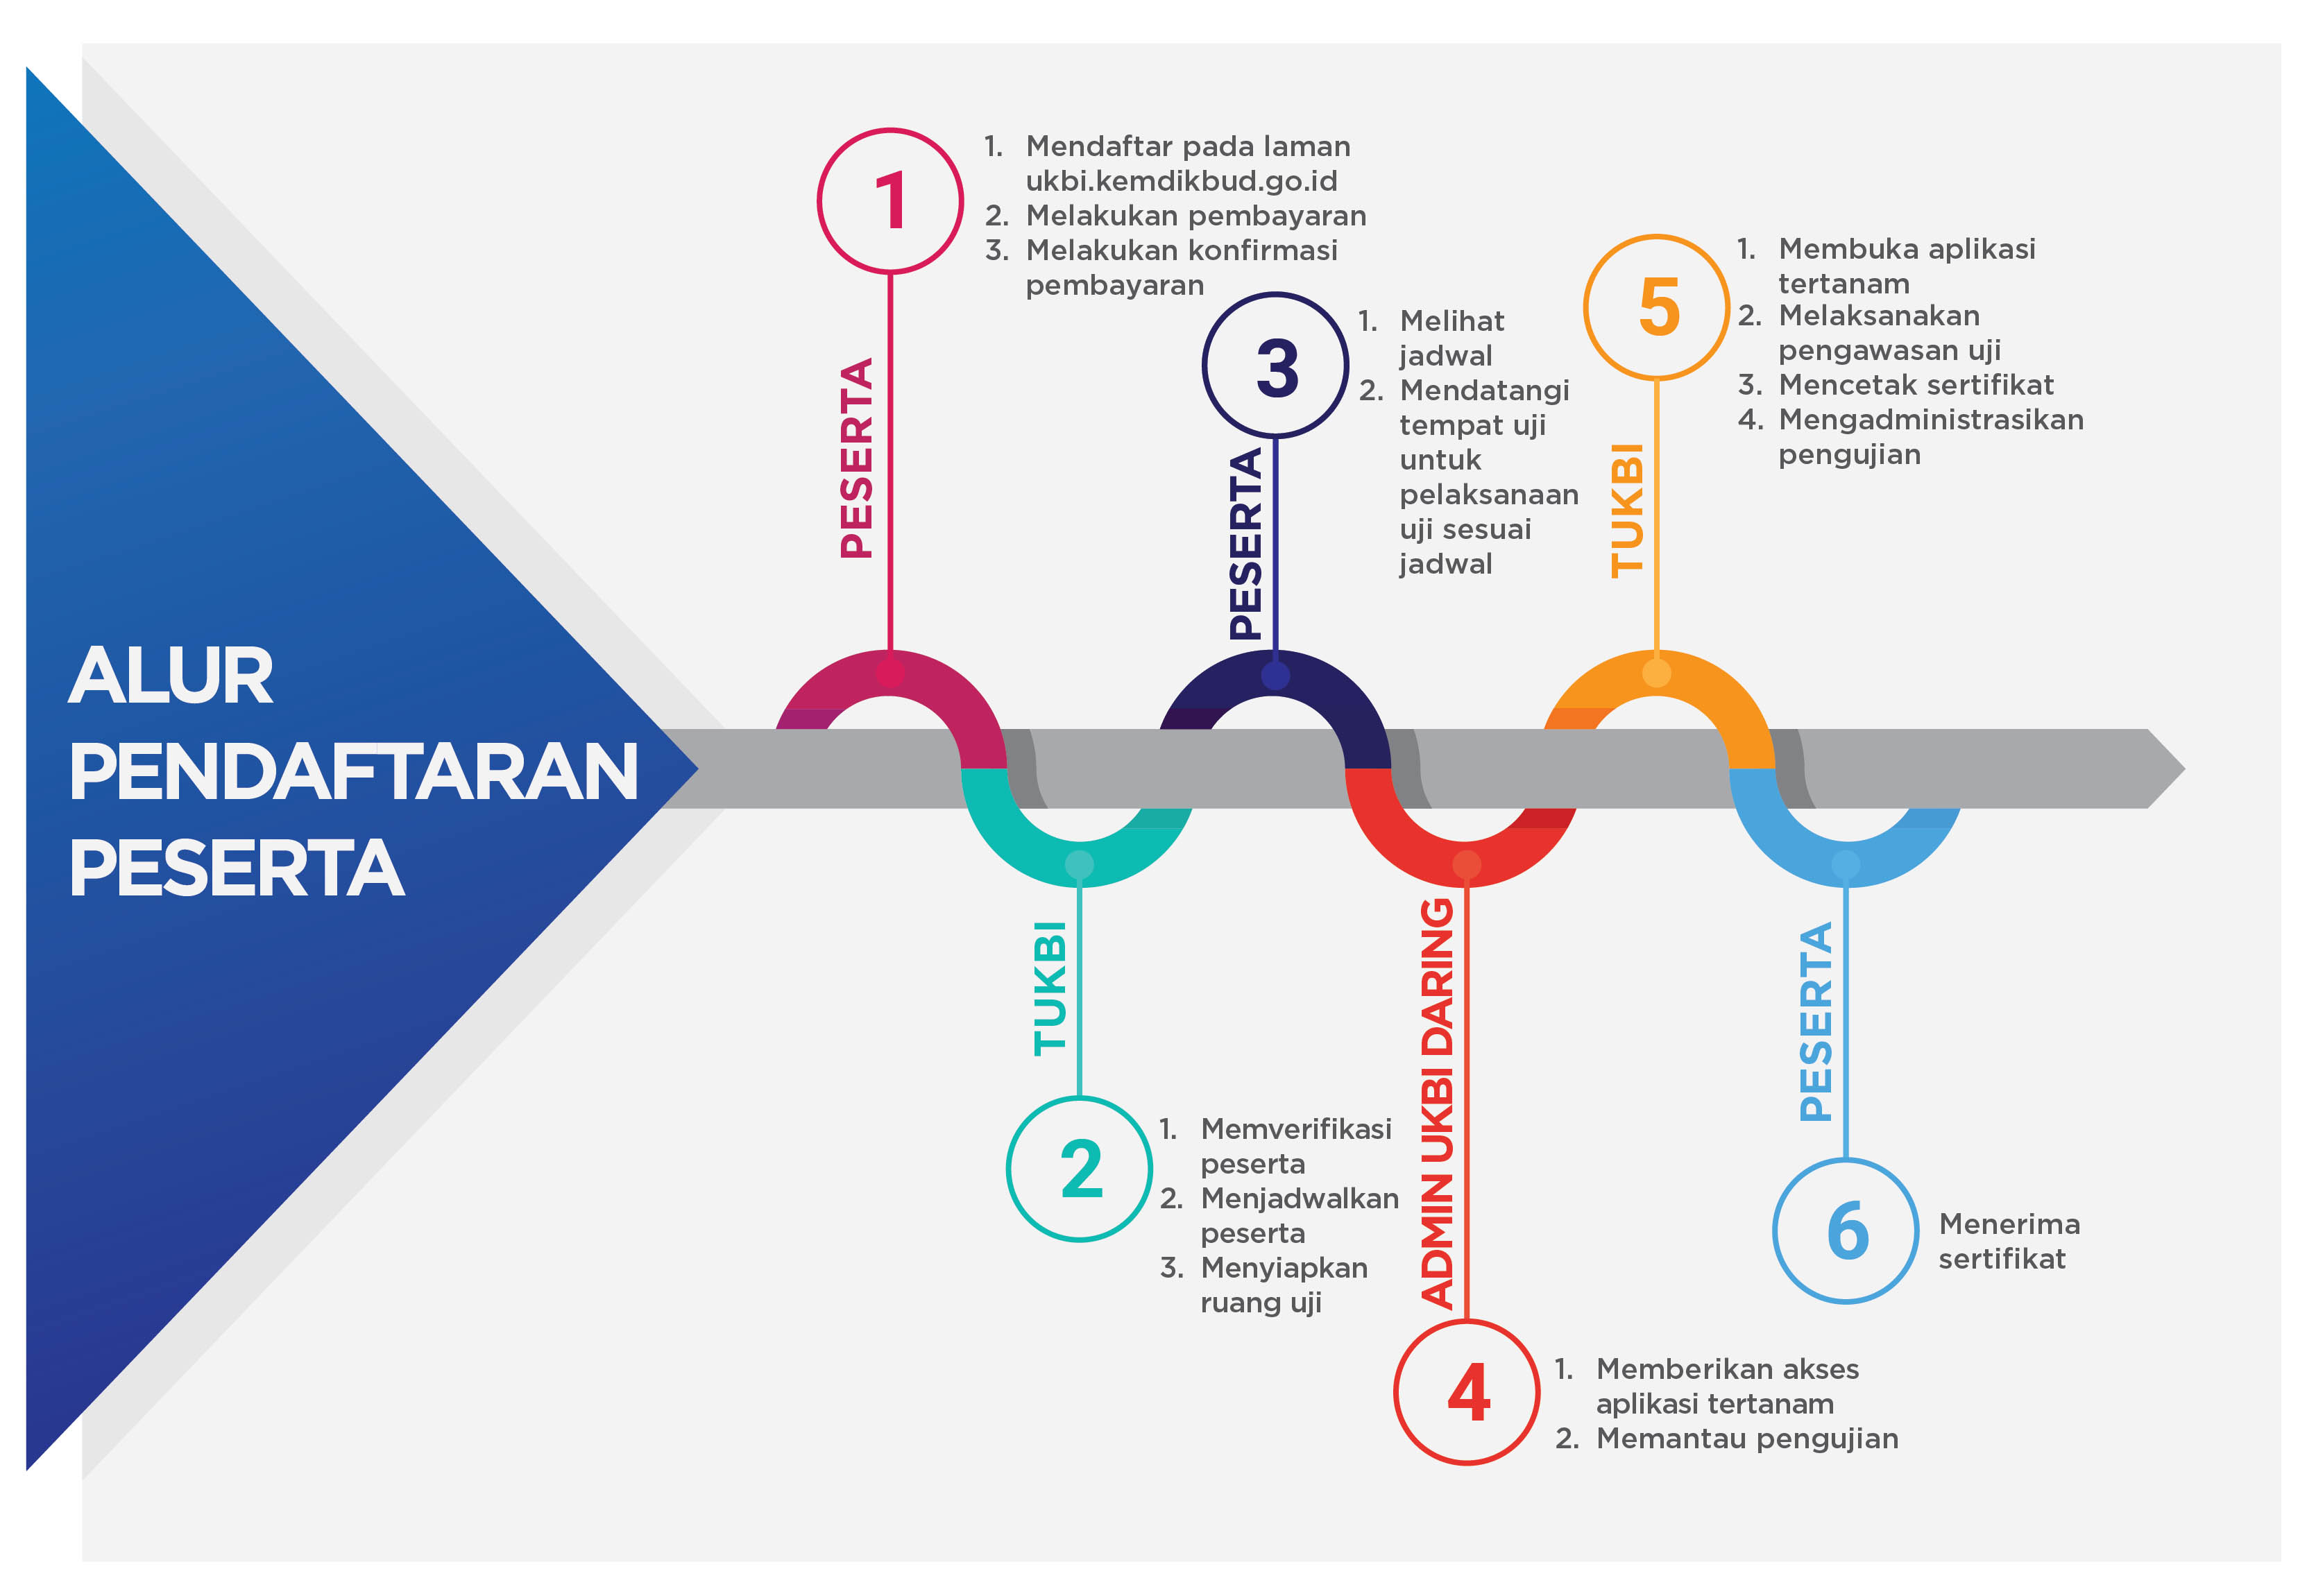 ALUR
PENDAFTARAN
PESERTA
1
PESERTA
1. Mendaftar pada laman
ukbi.kemdikbud.go.id
2. Melakukan pembayaran
3. Melakukan konfirmasi
pembayaran
2
TUKBI
1. Memverifikasi
peserta
2. Menjadwalkan
peserta
3. Menyiapkan
ruang uji
3
PESERTA
1. Melihat
jadwal
2. Mendatangi
tempat uji
untuk
pelaksanaan
uji sesuai
jadwal
4
ADMIN UKBI DARING
1. Memberikan akses
aplikasi tertanam
2. Memantau pengujian
5
TUKBI
1. Membuka aplikasi
tertanam
2. Melaksanakan
pengawasan uji
3. Mencetak sertifikat
4. Mengadministrasikan
pengujian
6
PESERTA
Menerima
sertifikat